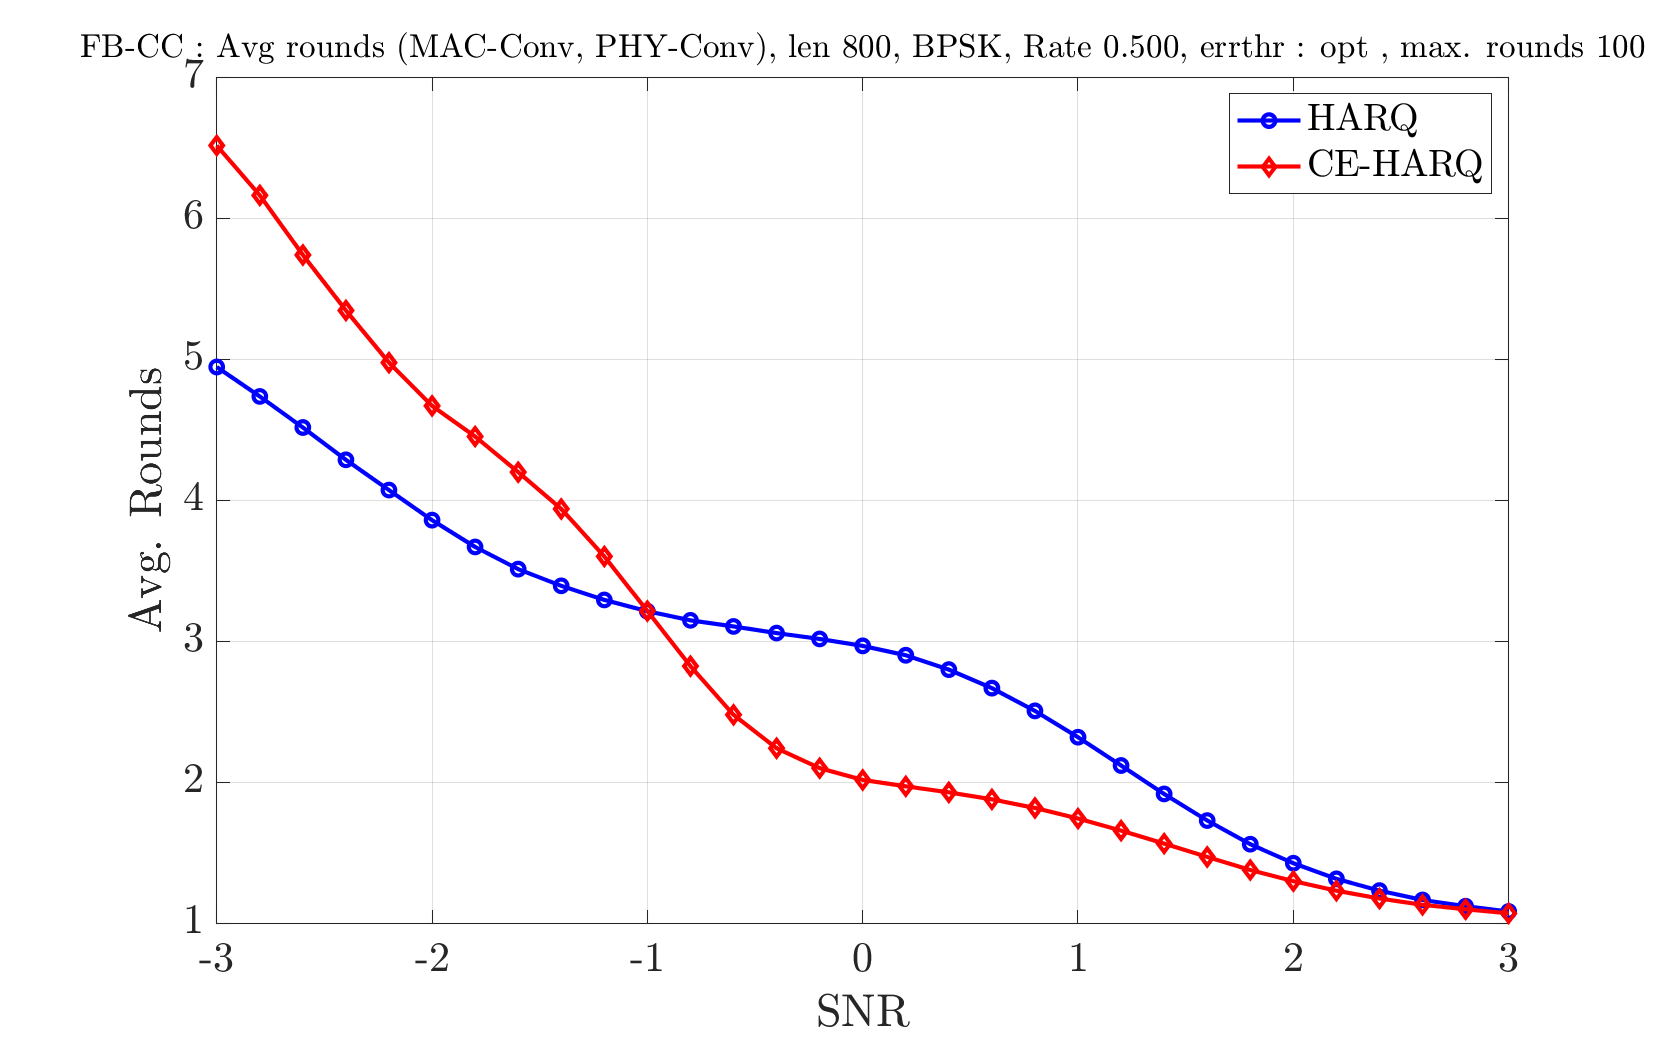 FB-CC : Avg rounds (MAC-Conv, PHY-Conv), len 800, BPSK, Rate 0.500, errthr : opt , max. rounds 100
HARQ
CE-HARQ
7
6
5
4
3
2
1
Avg. Rounds
-3 -2 -1 0 1 2 3
SNR